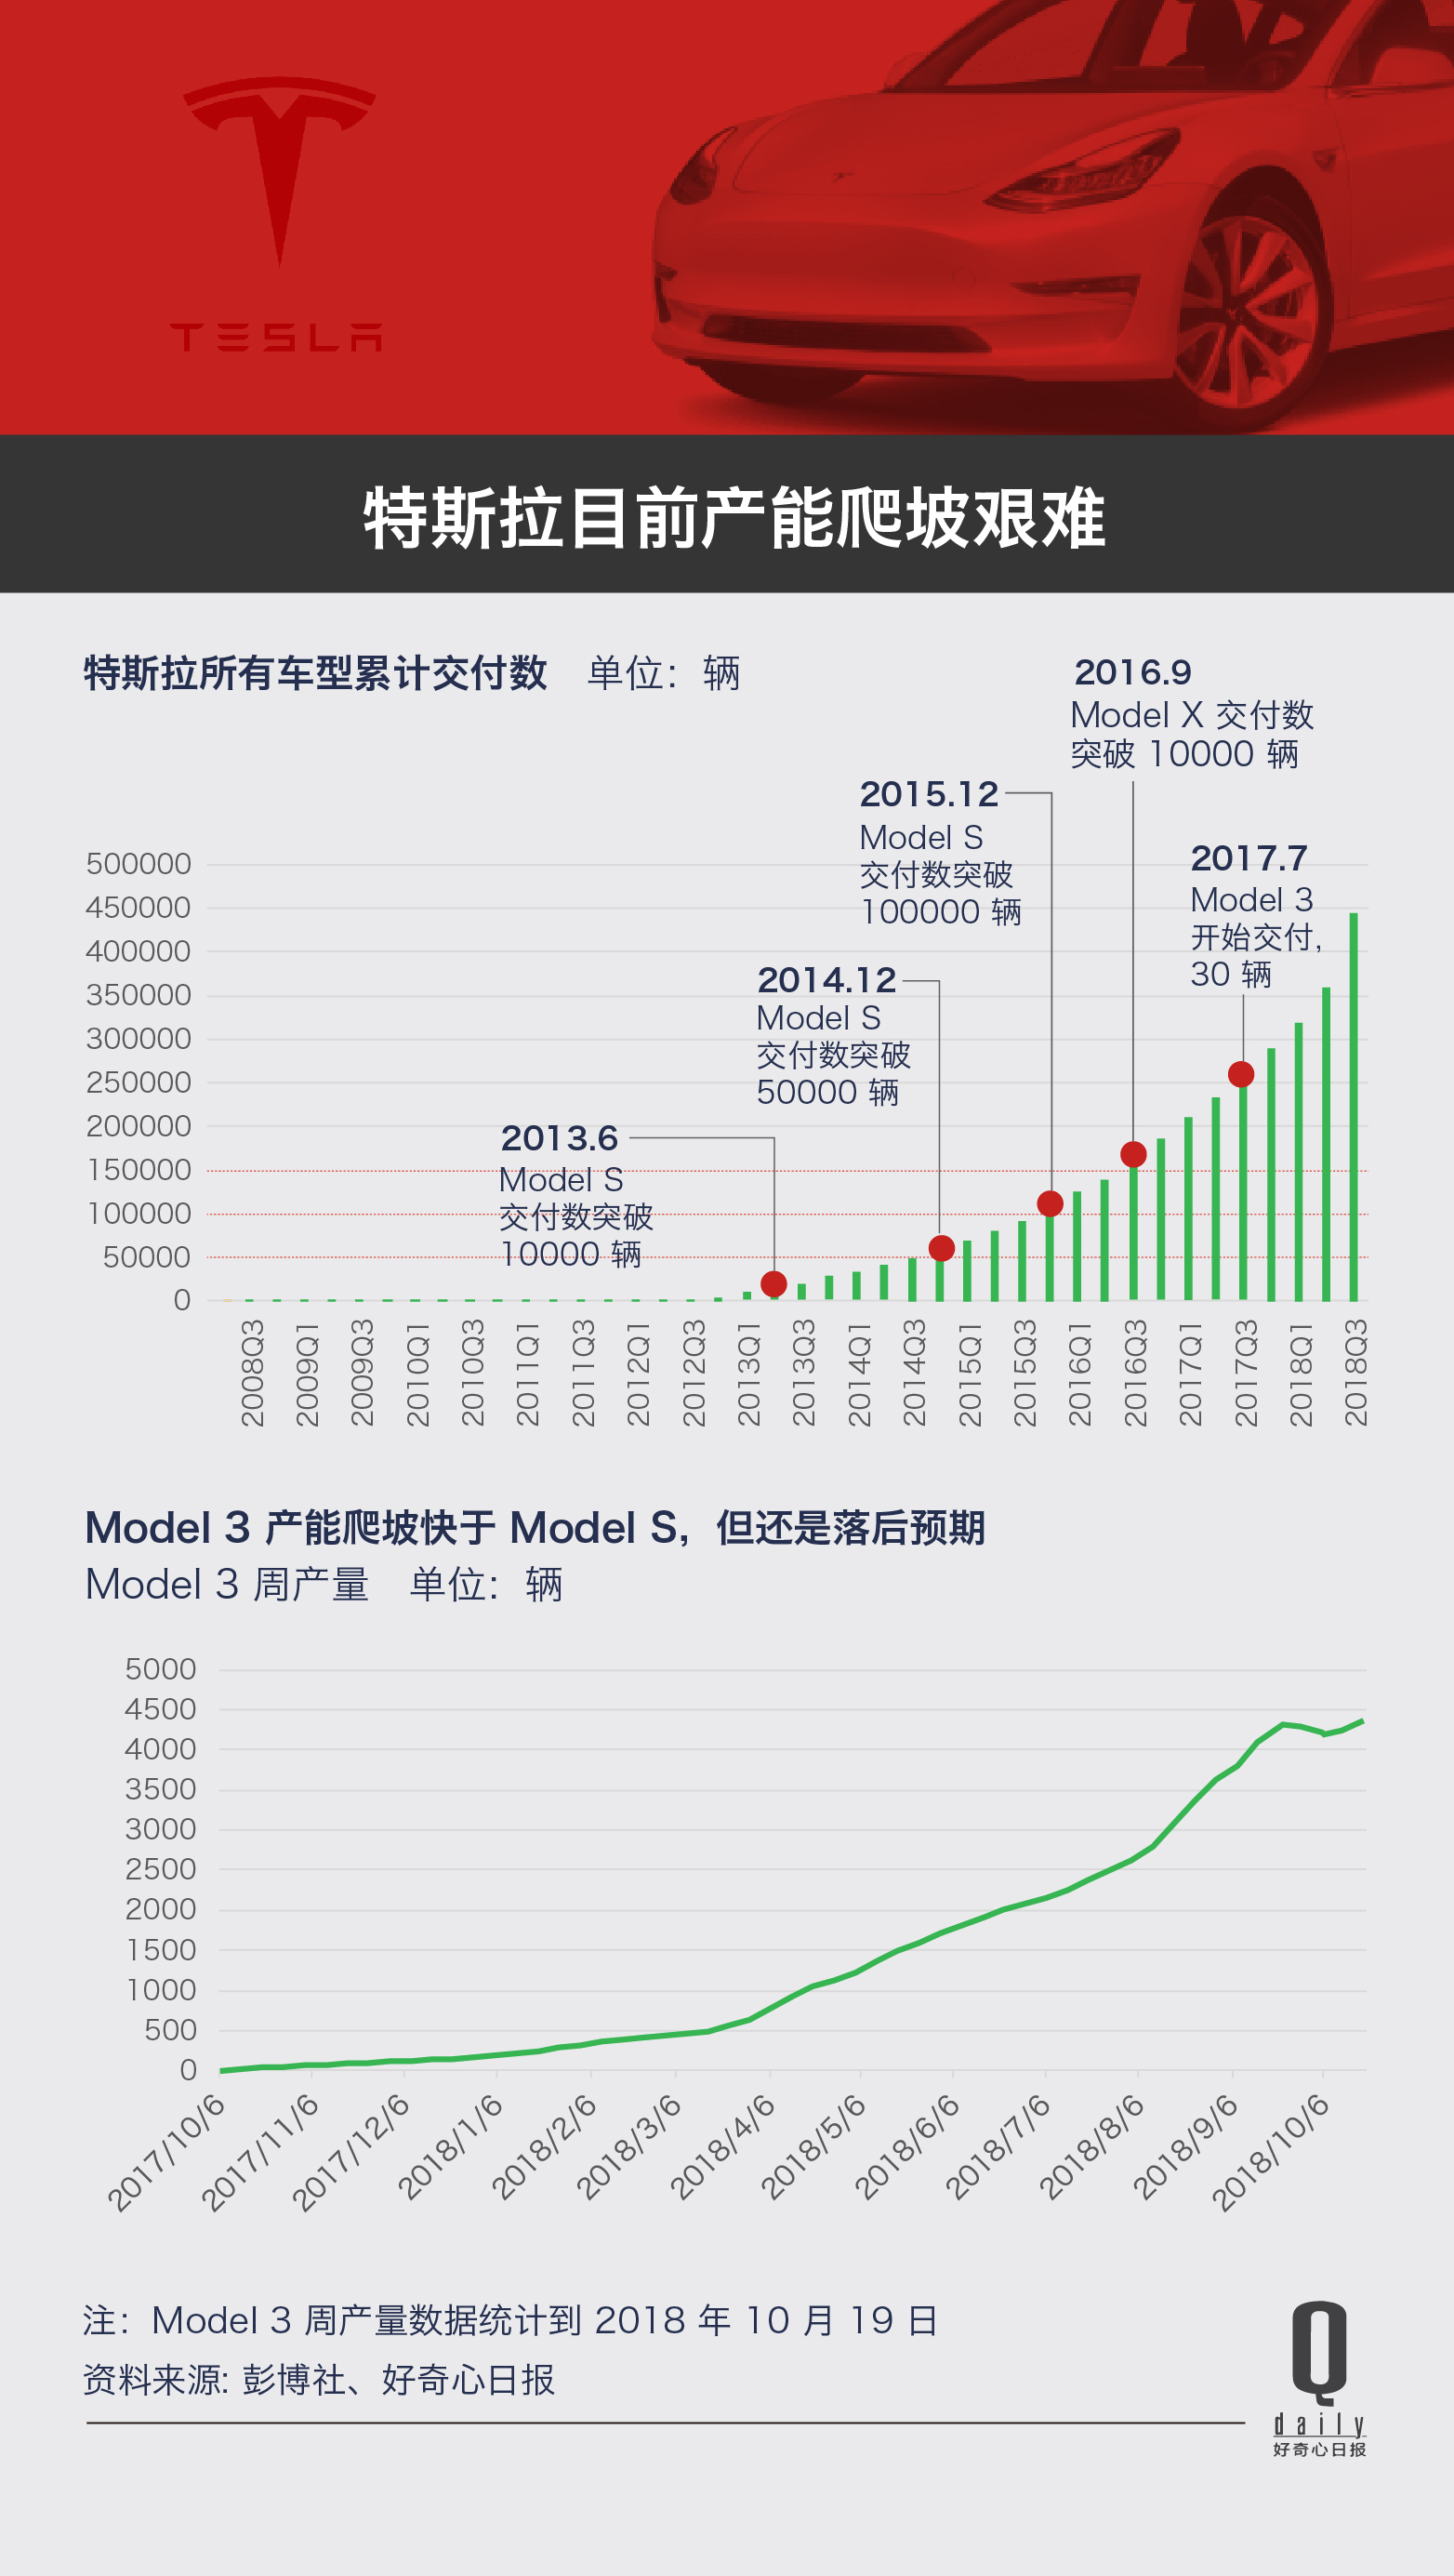 TESLA
特斯拉目前产能爬坡艰难
特斯拉所有车型累计交付数 单位：辆
2016.9
Model X 交付数
突破 10000 辆
2015.12
Model S
交付数突破
100000 辆
2017.7
Model 3
开始交付，
30 辆
2014.12
Model S
交付数突破
50000 辆
2013.6
Model S
交付数突破
10000 辆
500000
450000
400000
350000
300000
250000
200000
150000
100000
50000
0
2008Q3
2009Q1
2009Q3
2010Q1
2010Q3
2011Q1
2011Q3
2012Q1
2012Q3
2013Q1
2013Q3
2014Q1
2014Q3
2015Q1
2015Q3
2016Q1
2016Q3
2017Q1
2017Q3
2018Q1
2018Q3
Model 3 产能爬坡快于 Model S，但还是落后预期
Model 3 周产量 单位：辆
5000
4500
4000
3500
3000
2500
2000
1500
1000
500
0
2017/10/6
2017/11/6
2017/12/6
2018/1/6
2018/2/6
2018/3/6
2018/4/6
2018/5/6
2018/6/6
2018/7/6
2018/8/6
2018/9/6
2018/10/6
注：Model 3 周产量数据统计到 2018 年 10 月 19 日
资料来源: 彭博社、好奇心日报
Q
daily
好奇心日报